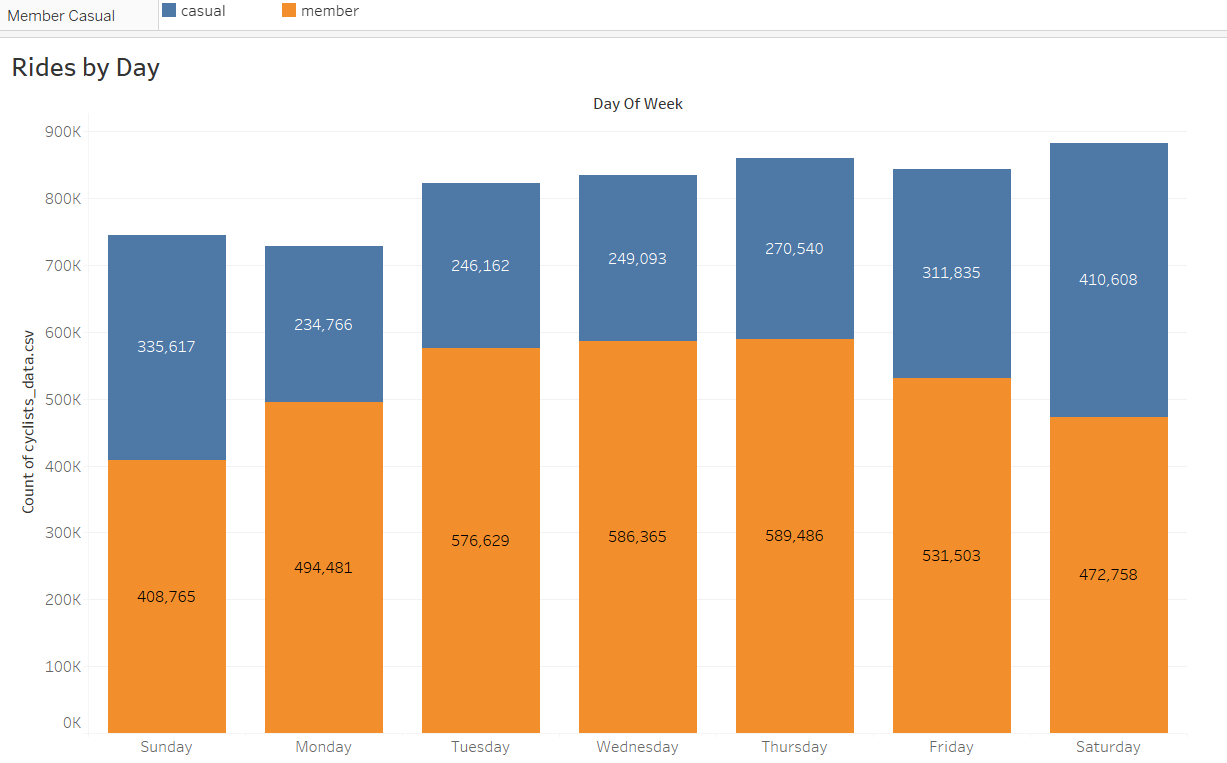 Member Casual
casual
member
Rides by Day
Day Of Week
Count of cyclists_data.csv
900K
800K
700K
600K
500K
400K
300K
200K
100K
0K
335,617
234,766
246,162
249,093
270,540
311,835
410,608
408,765
494,481
576,629
586,365
589,486
531,503
472,758
Sunday
Monday
Tuesday
Wednesday
Thursday
Friday
Saturday